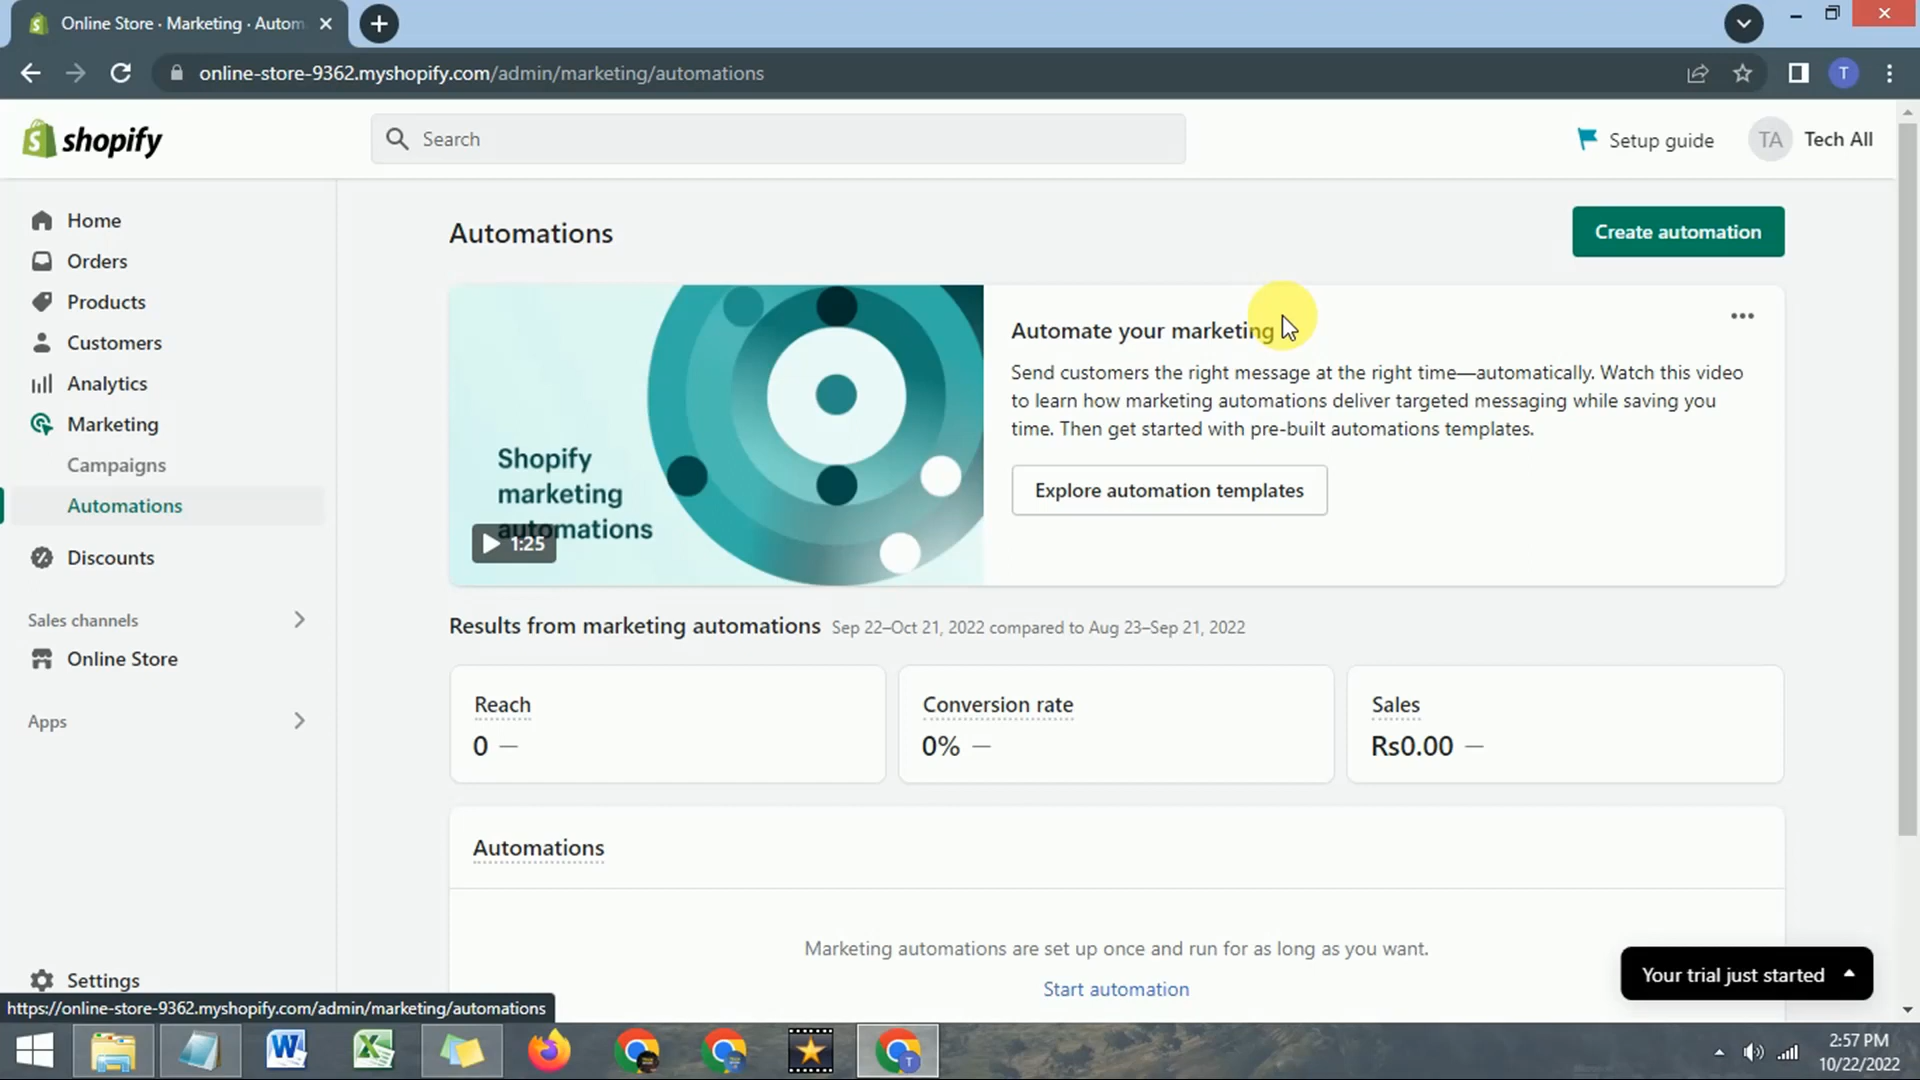 Online Store · Marketing · Autom
online-store-9362.myshopify.com/admin/marketing/automations
T
shopify
Search
Setup guide
TA
Tech All
Home
Orders
Products
Customers
Analytics
Marketing
Campaigns
Automations
Discounts
Sales channels
Online Store
Apps
Settings
Automations
Create automation
Shopify
marketing
automations
1:25
Automate your marketing
Send customers the right message at the right time—automatically. Watch this video
to learn how marketing automations deliver targeted messaging while saving you
time. Then get started with pre-built automations templates.
Explore automation templates
Results from marketing automations Sep 22–Oct 21, 2022 compared to Aug 23–Sep 21, 2022
Reach
0 —
Conversion rate
0% —
Sales
Rs0.00 —
Automations
Marketing automations are set up once and run for as long as you want.
Start automation
Your trial just started
https://online-store-9362.myshopify.com/admin/marketing/automations
2:57 PM
10/22/2022